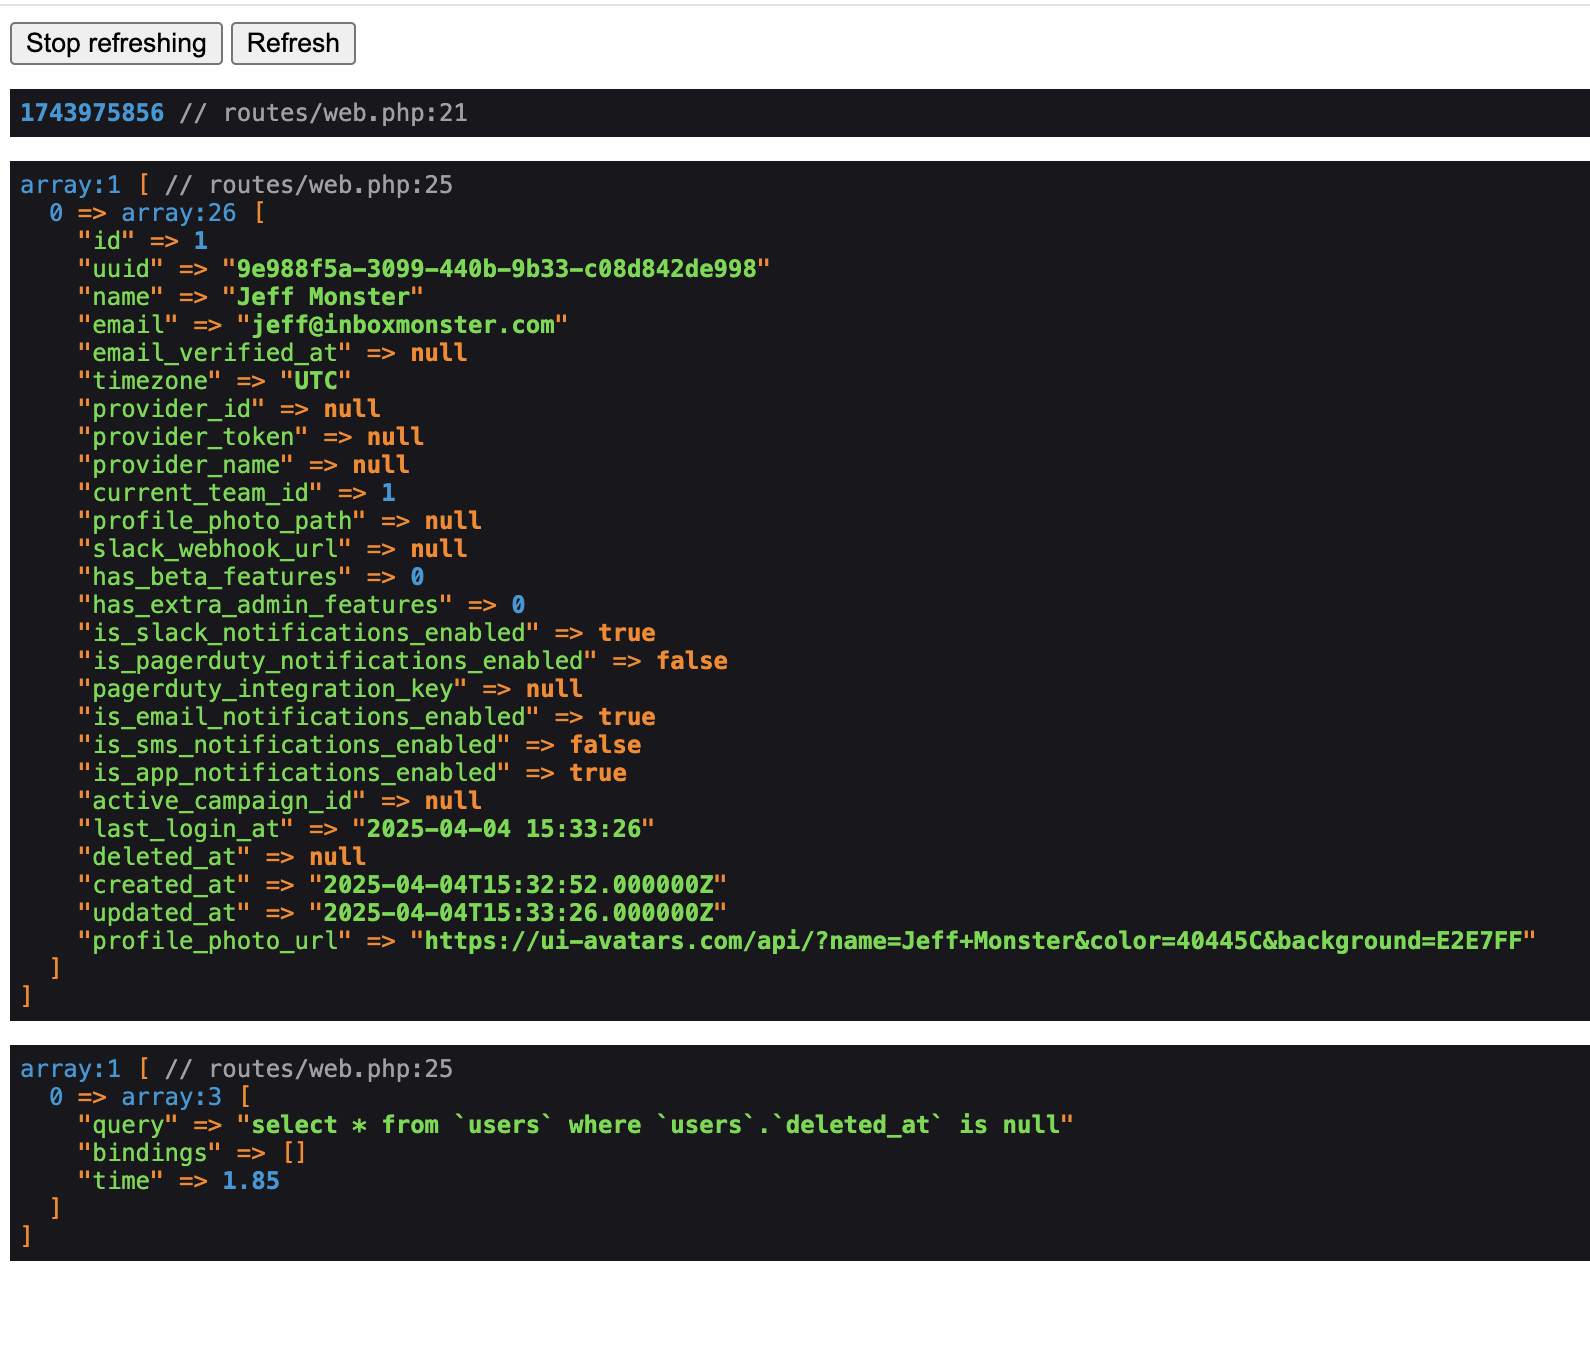 Stop refreshing Refresh
1743975856 // routes/web.php:21
array:1 [ // routes/web.php:25
  0 => array:26 [
    "id" => 1
    "uuid" => "9e988f5a-3099-440b-9b33-c08d842de998"
    "name" => "Jeff Monster"
    "email" => "jeff@inboxmonster.com"
    "email_verified_at" => null
    "timezone" => "UTC"
    "provider_id" => null
    "provider_token" => null
    "provider_name" => null
    "current_team_id" => 1
    "profile_photo_path" => null
    "slack_webhook_url" => null
    "has_beta_features" => 0
    "has_extra_admin_features" => 0
    "is_slack_notifications_enabled" => true
    "is_pagerduty_notifications_enabled" => false
    "pagerduty_integration_key" => null
    "is_email_notifications_enabled" => true
    "is_sms_notifications_enabled" => false
    "is_app_notifications_enabled" => true
    "active_campaign_id" => null
    "last_login_at" => "2025-04-04 15:33:26"
    "deleted_at" => null
    "created_at" => "2025-04-04T15:32:52.000000Z"
    "updated_at" => "2025-04-04T15:33:26.000000Z"
    "profile_photo_url" => "https://ui-avatars.com/api/?name=Jeff+Monster&color=40445C&background=E2E7FF"
  ]
]
array:1 [ // routes/web.php:25
  0 => array:3 [
    "query" => "select * from `users` where `users`.`deleted_at` is null"
    "bindings" => []
    "time" => 1.85
  ]
]